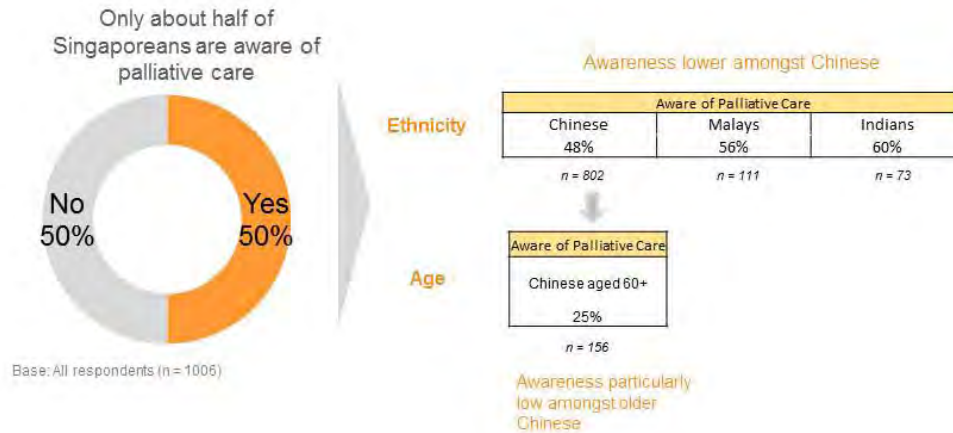 Only about half of
Singaporeans are aware of
palliative care
No
50%
Yes
50%
Base: All respondents (n = 1006)
Awareness lower amongst Chinese
Ethnicity
Aware of Palliative Care
Chinese Malays Indians
48% 56% 60%
n = 802 n = 111 n = 73
Age
Aware of Palliative Care
Chinese aged 60+
25%
n = 156
Awareness particularly
low amongst older
Chinese